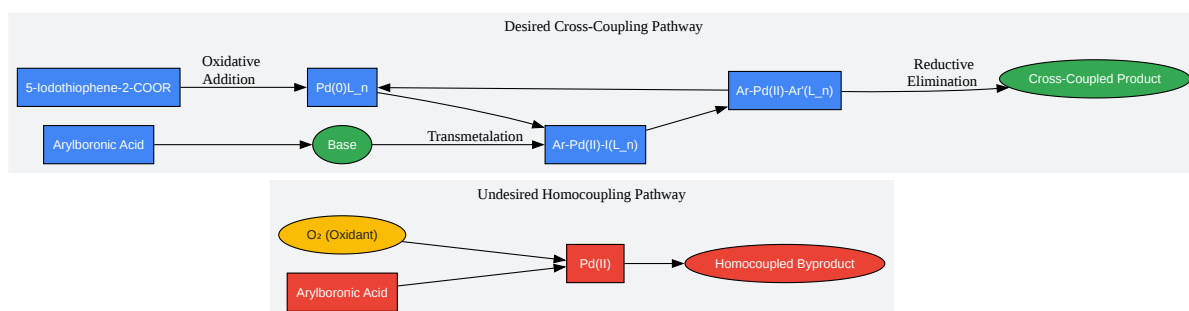 Desired Cross-Coupling Pathway
5-Iodothiophene-2-COOR
Oxidative
Addition
Pd(0)L_n
Ar-Pd(II)-Ar'(L_n)
Reductive
Elimination
Cross-Coupled Product
Arylboronic Acid
Base
Transmetalation
Ar-Pd(II)-I(L_n)
Undesired Homocoupling Pathway
O₂ (Oxidant)
Arylboronic Acid
Pd(II)
Homocoupled Byproduct